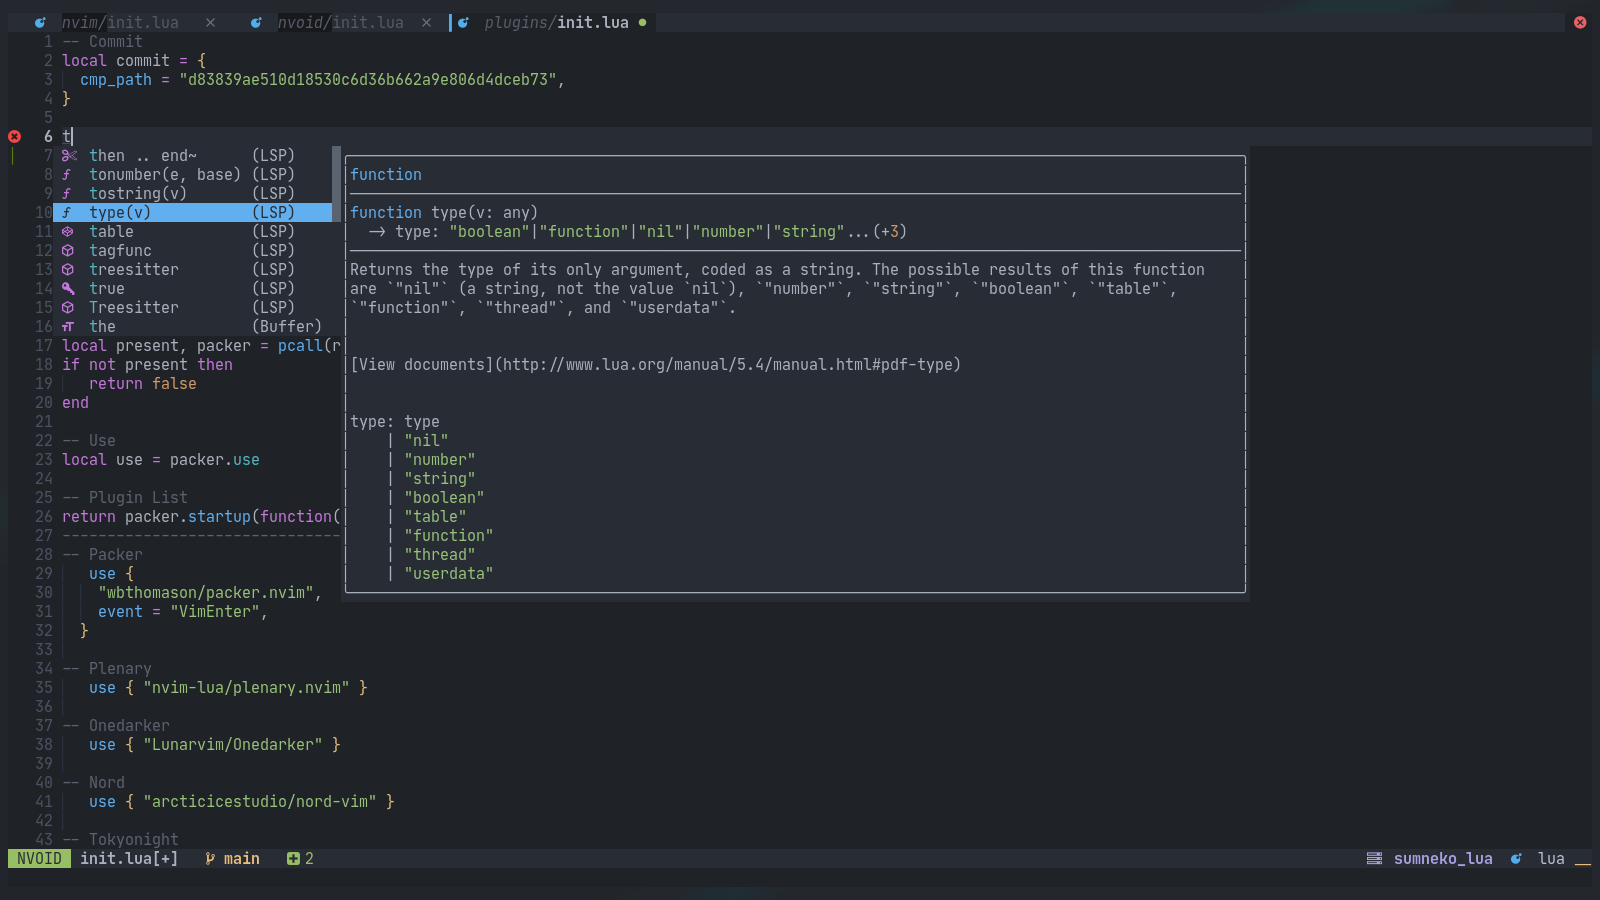 nvim/init.lua × nvoid/init.lua × plugins/init.lua ●
1 -- Commit
2 local commit = {
3 cmp_path = "d83839ae510d18530c6d36b662a9e806d4dceb73",
4 }
5
6 t
7 then .. end~ (LSP)
8 tonumber(e, base) (LSP)
9 tostring(v) (LSP)
10 type(v) (LSP)
11 table (LSP)
12 tagfunc (LSP)
13 treesitter (LSP)
14 true (LSP)
15 Treesitter (LSP)
16 the (Buffer)
17 local present, packer = pcall(r
18 if not present then
19 return false
20 end
21
22 -- Use
23 local use = packer.use
24
25 -- Plugin List
26 return packer.startup(function(
27 -------------------------------
28 -- Packer
29 use {
30 "wbthomason/packer.nvim",
31 event = "VimEnter",
32 }
33
34 -- Plenary
35 use { "nvim-lua/plenary.nvim" }
36
37 -- Onedarker
38 use { "Lunarvim/Onedarker" }
39
40 -- Nord
41 use { "arcticicestudio/nord-vim" }
42
43 -- Tokyonight
function
function type(v: any)
-> type: "boolean"|"function"|"nil"|"number"|"string"...(+3)
Returns the type of its only argument, coded as a string. The possible results of this function
are `"nil"` (a string, not the value `nil`), `"number"`, `"string"`, `"boolean"`, `"table"`,
`"function"`, `"thread"`, and `"userdata"`.
[View documents](http://www.lua.org/manual/5.4/manual.html#pdf-type)
type: type
| "nil"
| "number"
| "string"
| "boolean"
| "table"
| "function"
| "thread"
| "userdata"
NVOID init.lua[+] main 2 sumneko_lua lua __